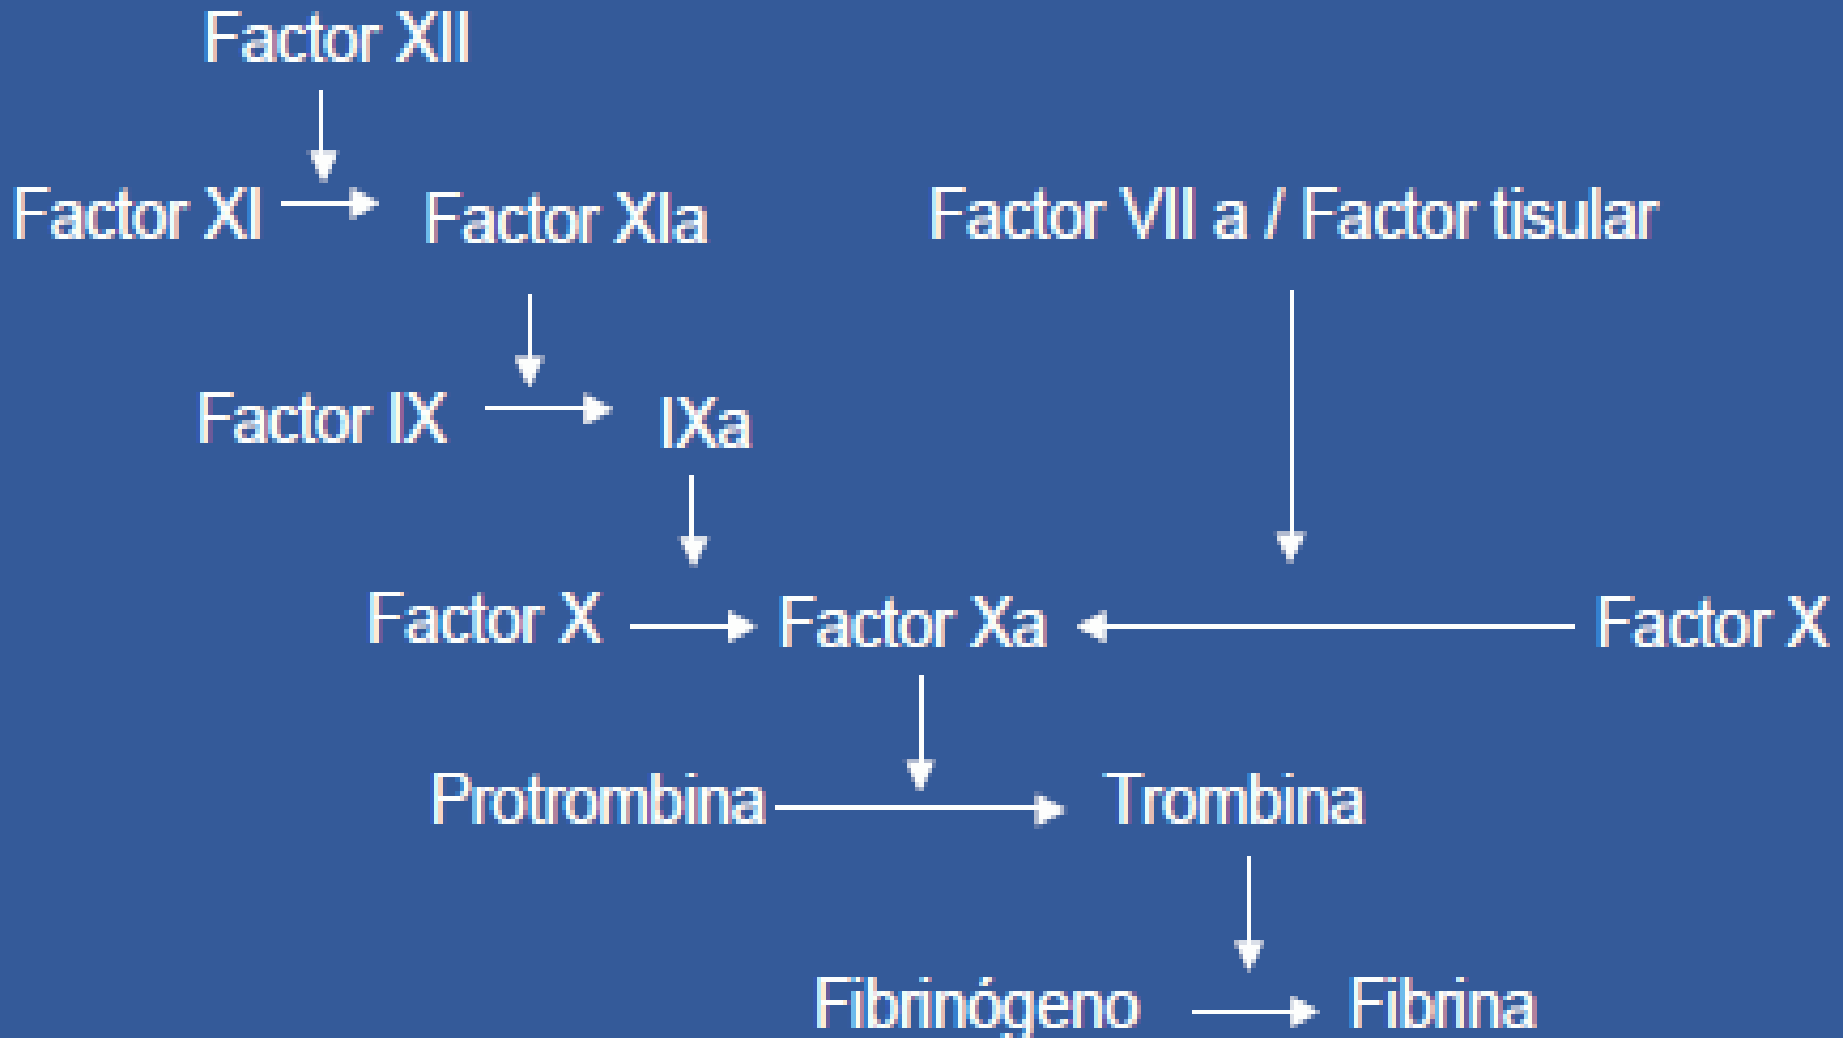 Factor XII
Factor XI Factor XIa Factor VII a / Factor tisular
Factor IX IXa
Factor X Factor Xa Factor X
Protrombina Trombina
Fibrinógeno Fibrina